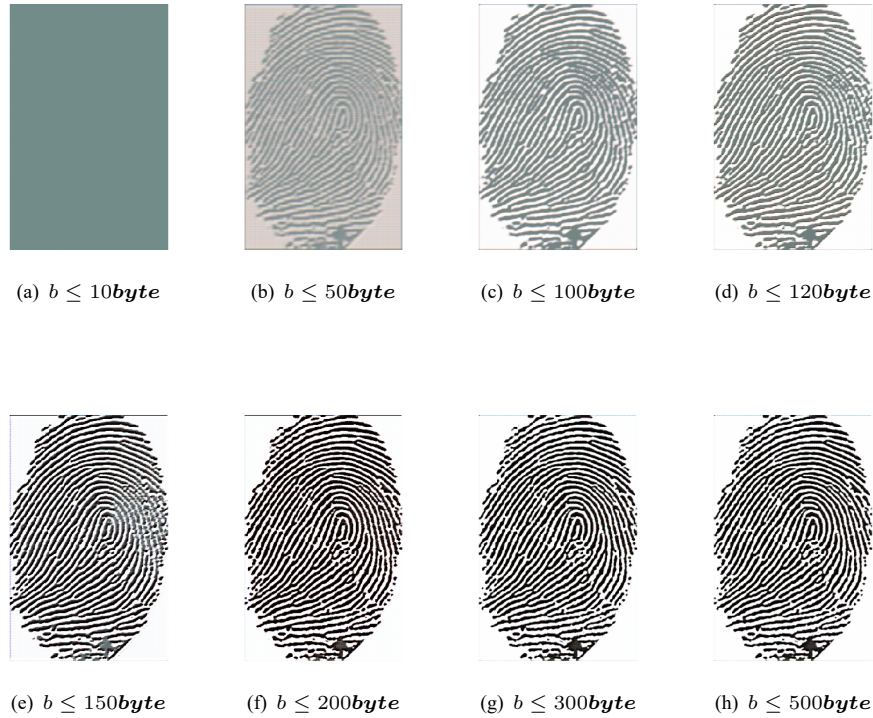 (a) b ≤ 10byte
(b) b ≤ 50byte
(c) b ≤ 100byte
(d) b ≤ 120byte
(e) b ≤ 150byte
(f) b ≤ 200byte
(g) b ≤ 300byte
(h) b ≤ 500byte